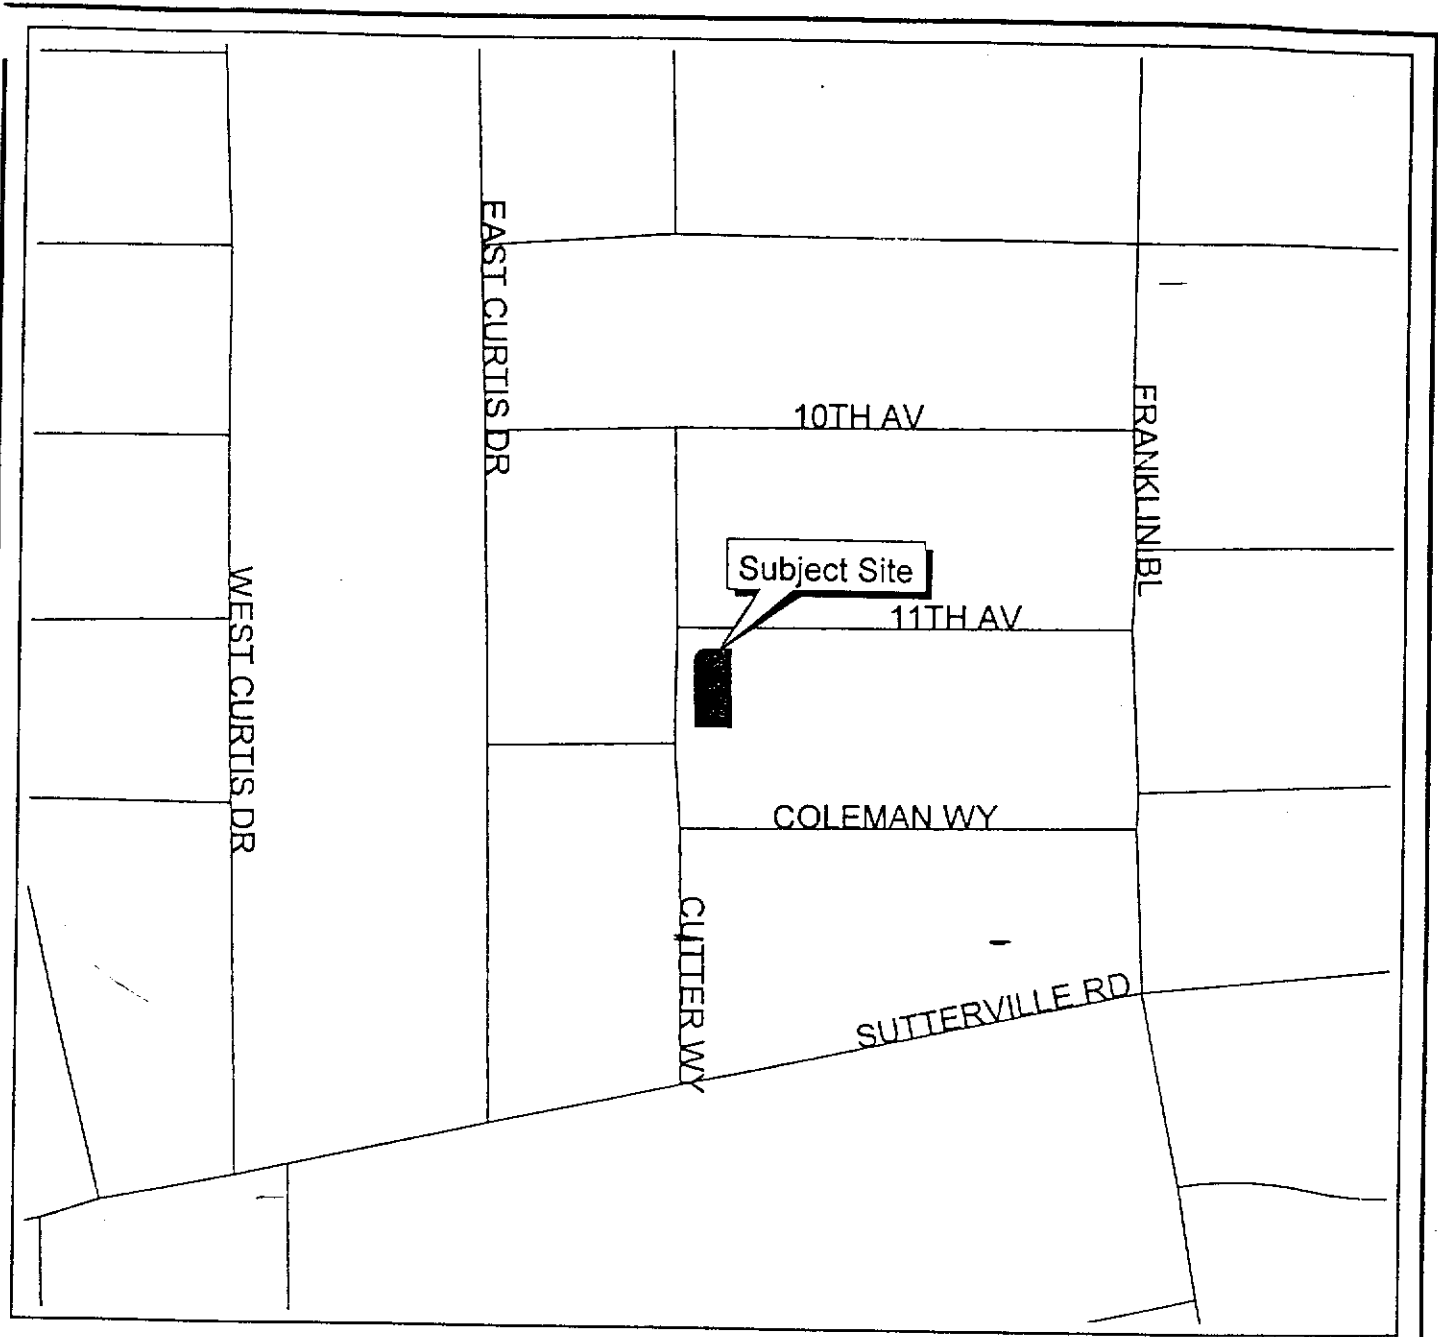 EAST CURTIS DR
10TH AV
FRANKLIN BL
Subject Site
11TH AV
WEST CURTIS DR
COLEMAN WY
CUTTER WY
SUTTERVILLE RD